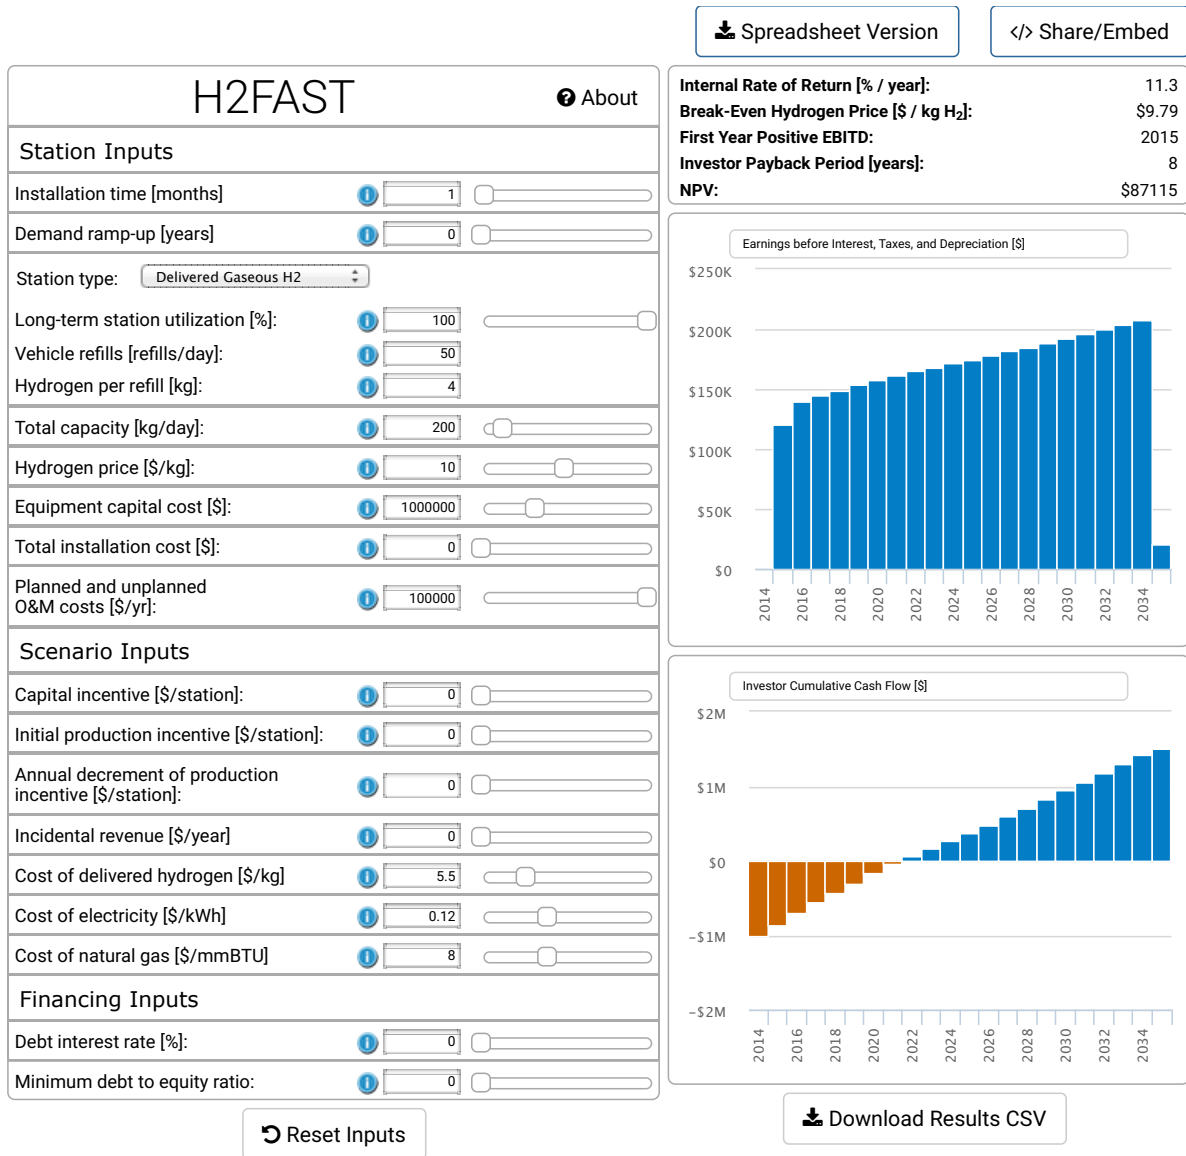 Spreadsheet Version
</> Share/Embed
H2FAST
About
Station Inputs
Installation time [months] 1
Demand ramp-up [years] 0
Station type: Delivered Gaseous H2
Long-term station utilization [%]: 100
Vehicle refills [refills/day]: 50
Hydrogen per refill [kg]: 4
Total capacity [kg/day]: 200
Hydrogen price [$/kg]: 10
Equipment capital cost [$]: 1000000
Total installation cost [$]: 0
Planned and unplanned
O&M costs [$/yr]: 100000
Scenario Inputs
Capital incentive [$/station]: 0
Initial production incentive [$/station]: 0
Annual decrement of production
incentive [$/station]: 0
Incidental revenue [$/year] 0
Cost of delivered hydrogen [$/kg] 5.5
Cost of electricity [$/kWh] 0.12
Cost of natural gas [$/mmBTU] 8
Financing Inputs
Debt interest rate [%]: 0
Minimum debt to equity ratio: 0
Reset Inputs
Internal Rate of Return [% / year]: 11.3
Break-Even Hydrogen Price [$ / kg H2]: $9.79
First Year Positive EBITD: 2015
Investor Payback Period [years]: 8
NPV: $87115
Earnings before Interest, Taxes, and Depreciation [$]
$250K
$200K
$150K
$100K
$50K
$0
2014 2016 2018 2020 2022 2024 2026 2028 2030 2032 2034
Investor Cumulative Cash Flow [$]
$2M
$1M
$0
−$1M
−$2M
2014 2016 2018 2020 2022 2024 2026 2028 2030 2032 2034
Download Results CSV